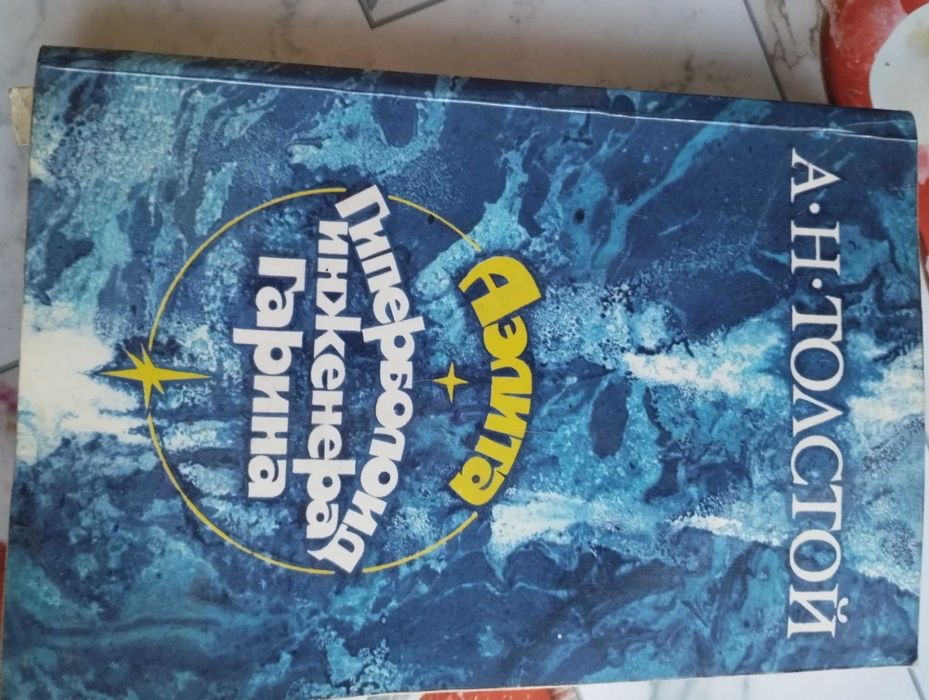 А·Н·ТОЛСТОЙ
Аэлита
Гиперболоид
инженера
Гарина